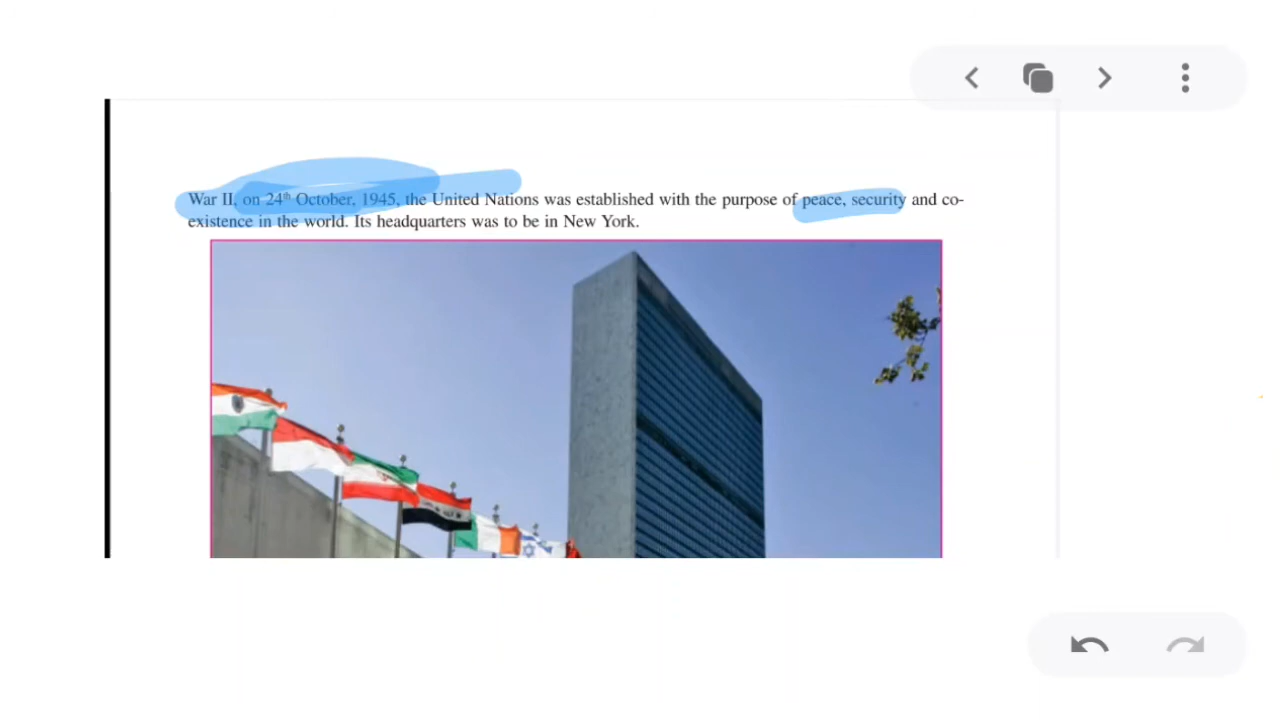 War II, on 24th October, 1945, the United Nations was established with the purpose of peace, security and co-
existence in the world. Its headquarters was to be in New York.